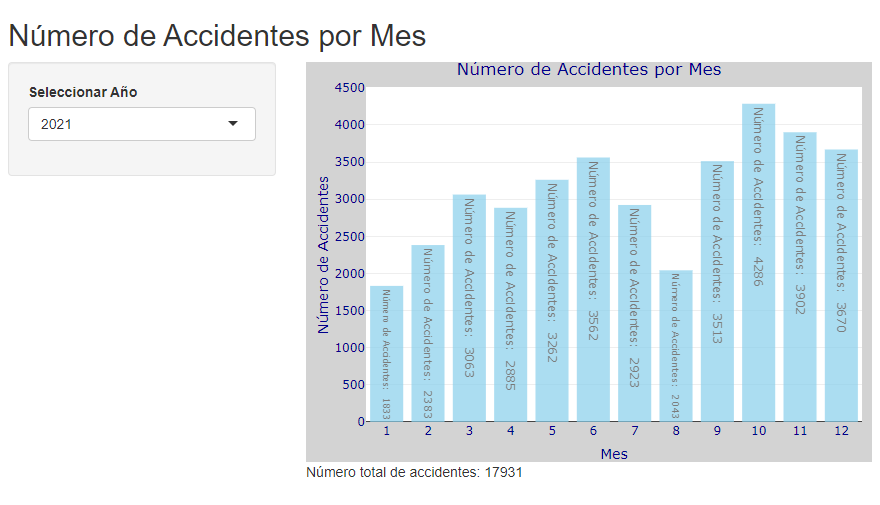 Número de Accidentes por Mes
Seleccionar Año
2021
Número de Accidentes por Mes
Número de Accidentes
4500
4000
3500
3000
2500
2000
1500
1000
500
0
Número de Accidentes: 1833
Número de Accidentes: 2383
Número de Accidentes: 3063
Número de Accidentes: 2885
Número de Accidentes: 3262
Número de Accidentes: 3562
Número de Accidentes: 2923
Número de Accidentes: 2043
Número de Accidentes: 3513
Número de Accidentes: 4286
Número de Accidentes: 3902
Número de Accidentes: 3670
1 2 3 4 5 6 7 8 9 10 11 12
Mes
Número total de accidentes: 17931